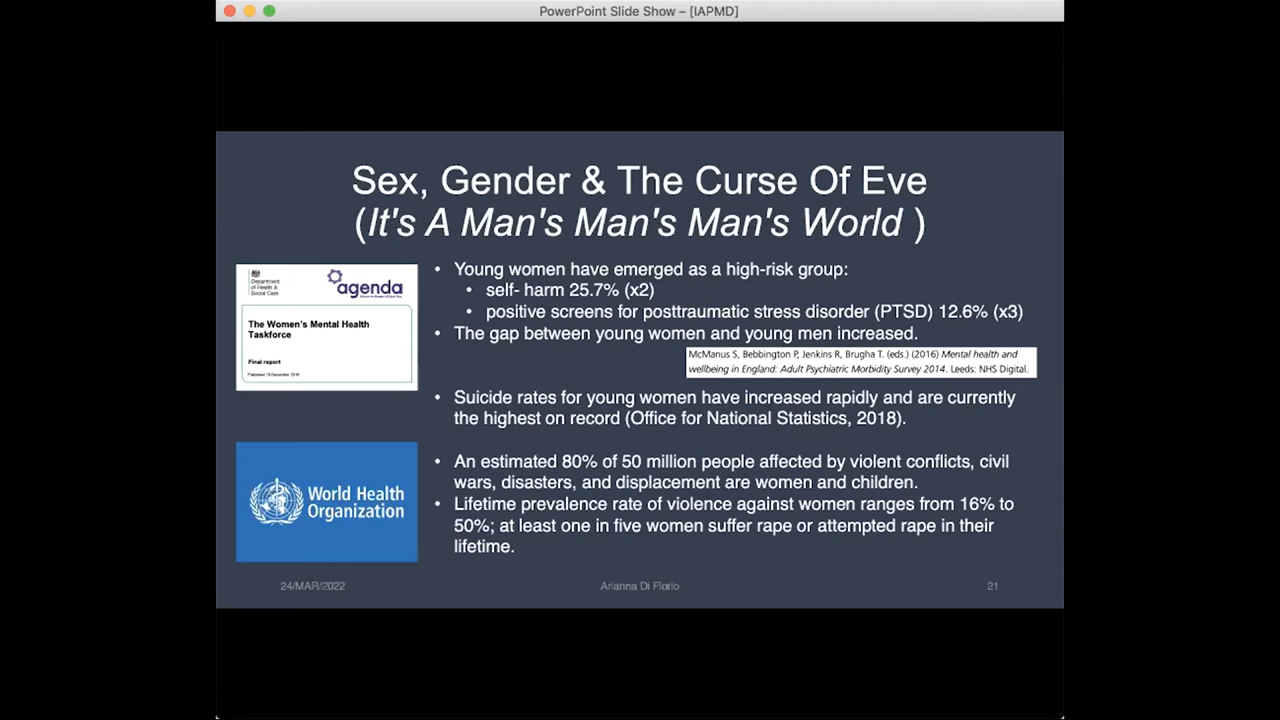 PowerPoint Slide Show – [IAPMD]
Sex, Gender & The Curse Of Eve
(It's A Man's Man's Man's World )
Department
of Health &
Social Care
agenda
The Women's Mental Health
Taskforce
Final report
• Young women have emerged as a high-risk group:
• self- harm 25.7% (x2)
• positive screens for posttraumatic stress disorder (PTSD) 12.6% (x3)
• The gap between young women and young men increased.
McManus S, Bebbington P, Jenkins R, Brugha T. (eds.) (2016) Mental health and
wellbeing in England: Adult Psychiatric Morbidity Survey 2014. Leeds: NHS Digital.
• Suicide rates for young women have increased rapidly and are currently
the highest on record (Office for National Statistics, 2018).
World Health
Organization
• An estimated 80% of 50 million people affected by violent conflicts, civil
wars, disasters, and displacement are women and children.
• Lifetime prevalence rate of violence against women ranges from 16% to
50%; at least one in five women suffer rape or attempted rape in their
lifetime.
24/MAR/2022
Arianna Di Florio
21